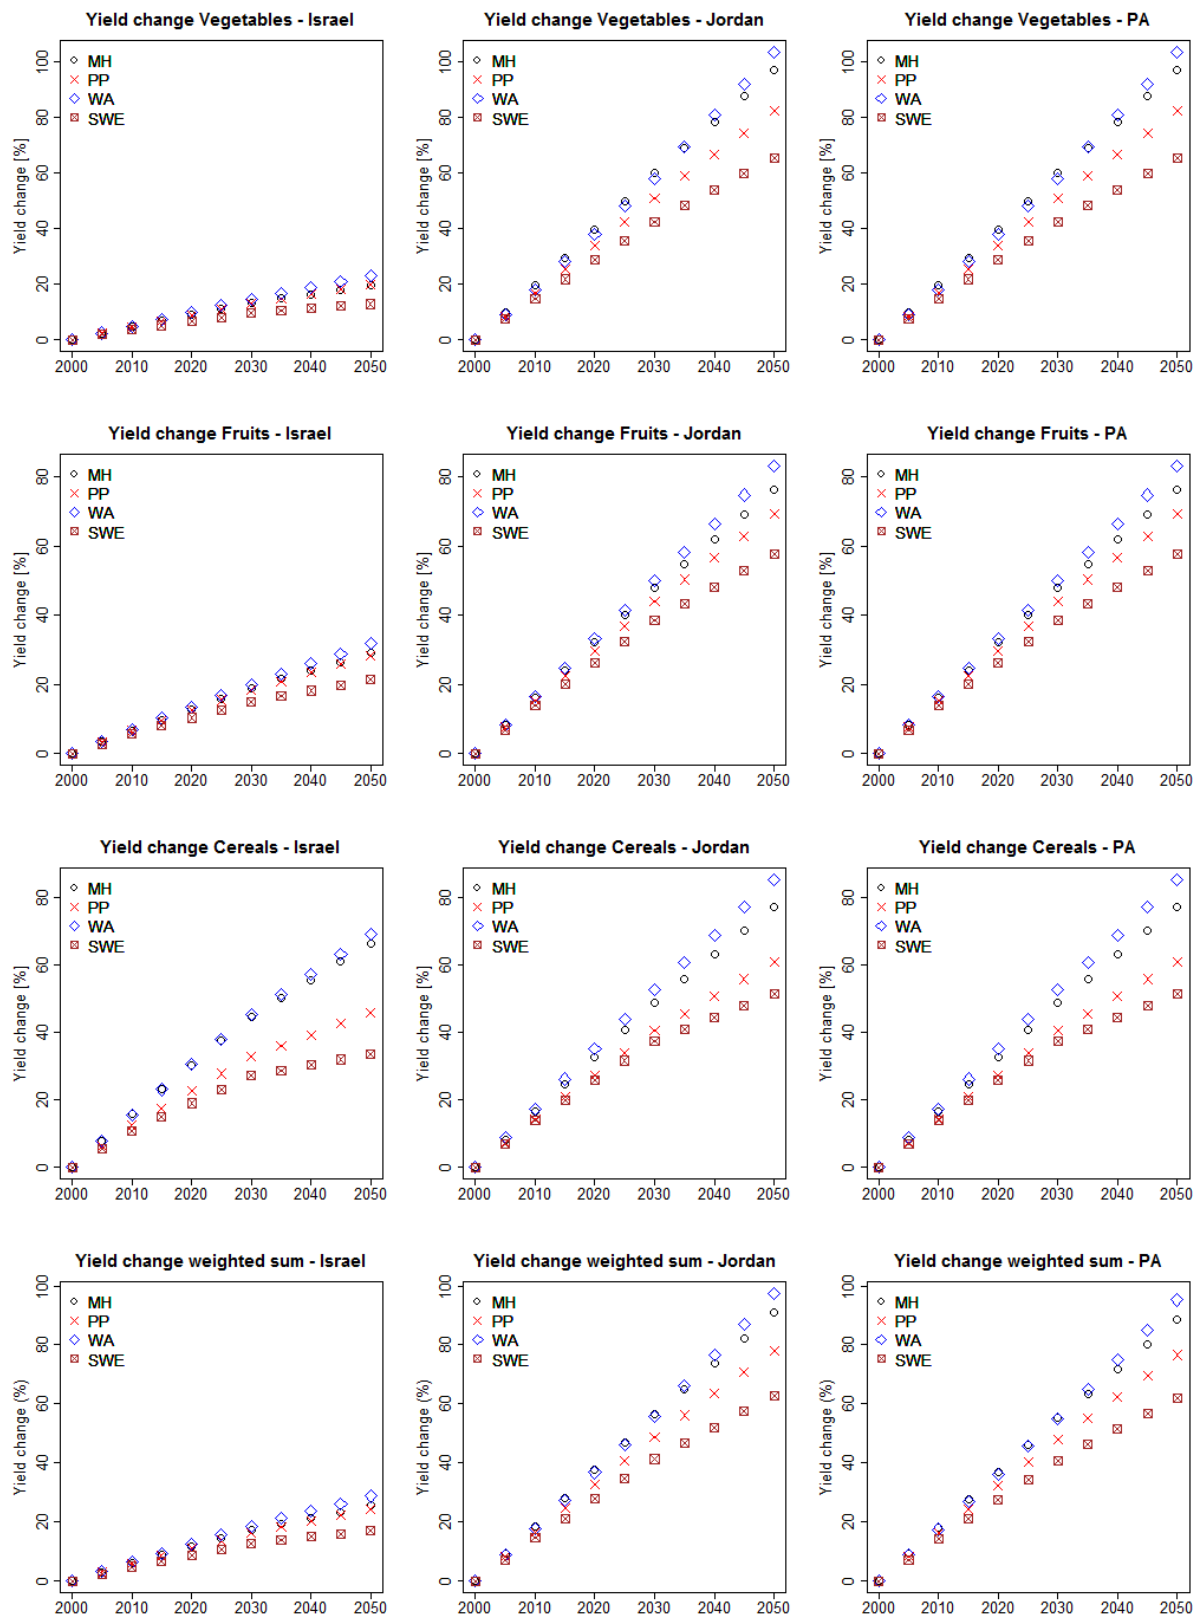 Yield change Vegetables - Israel
Yield change [%]
0 20 40 60 80 100
MH
PP
WA
SWE
2000 2010 2020 2030 2040 2050
Yield change Vegetables - Jordan
Yield change [%]
0 20 40 60 80 100
MH
PP
WA
SWE
2000 2010 2020 2030 2040 2050
Yield change Vegetables - PA
Yield change [%]
0 20 40 60 80 100
MH
PP
WA
SWE
2000 2010 2020 2030 2040 2050
Yield change Fruits - Israel
Yield change [%]
0 20 40 60 80
MH
PP
WA
SWE
2000 2010 2020 2030 2040 2050
Yield change Fruits - Jordan
Yield change [%]
0 20 40 60 80
MH
PP
WA
SWE
2000 2010 2020 2030 2040 2050
Yield change Fruits - PA
Yield change [%]
0 20 40 60 80
MH
PP
WA
SWE
2000 2010 2020 2030 2040 2050
Yield change Cereals - Israel
Yield change [%]
0 20 40 60 80
MH
PP
WA
SWE
2000 2010 2020 2030 2040 2050
Yield change Cereals - Jordan
Yield change [%]
0 20 40 60 80
MH
PP
WA
SWE
2000 2010 2020 2030 2040 2050
Yield change Cereals - PA
Yield change [%]
0 20 40 60 80
MH
PP
WA
SWE
2000 2010 2020 2030 2040 2050
Yield change weighted sum - Israel
Yield change (%)
0 20 40 60 80 100
MH
PP
WA
SWE
2000 2010 2020 2030 2040 2050
Yield change weighted sum - Jordan
Yield change (%)
0 20 40 60 80 100
MH
PP
WA
SWE
2000 2010 2020 2030 2040 2050
Yield change weighted sum - PA
Yield change (%)
0 20 40 60 80 100
MH
PP
WA
SWE
2000 2010 2020 2030 2040 2050